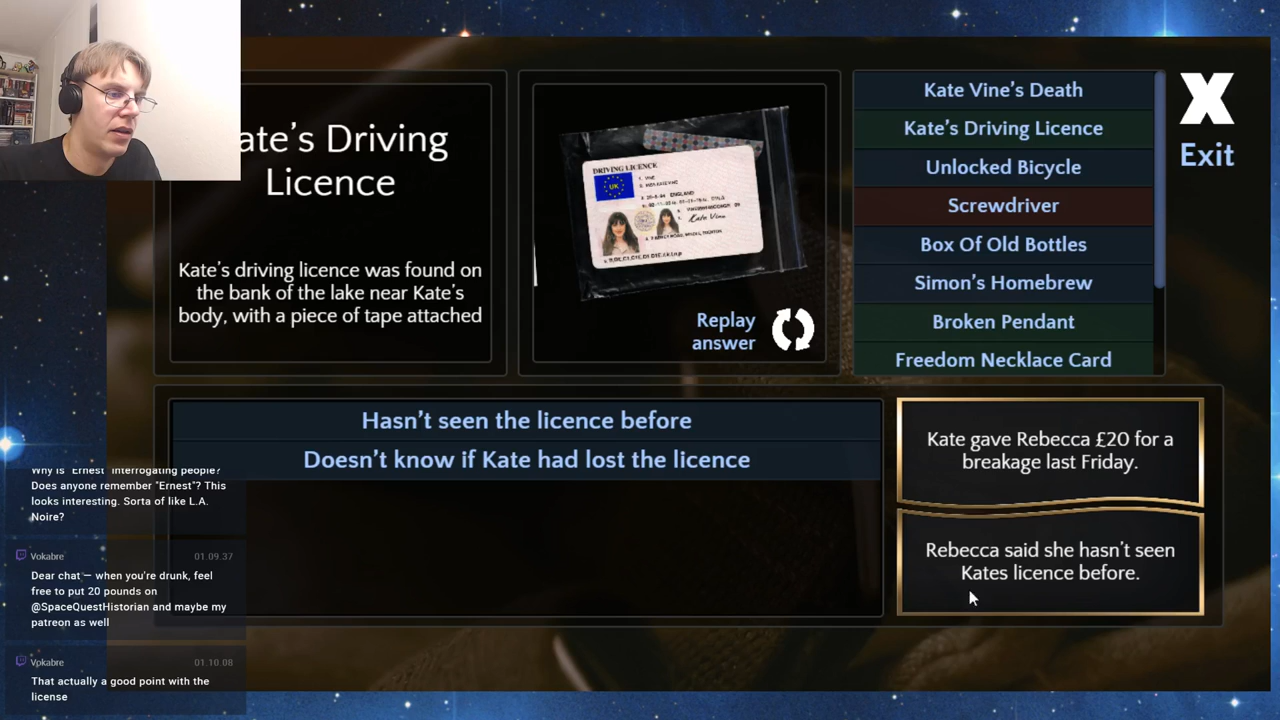 ate's Driving
Licence
Kate's driving licence was found on
the bank of the lake near Kate's
body, with a piece of tape attached
DRIVING LICENCE
UK
Replay
answer
Kate Vine's Death
Kate's Driving Licence
Unlocked Bicycle
Screwdriver
Box Of Old Bottles
Simon's Homebrew
Broken Pendant
Freedom Necklace Card
X
Exit
Hasn't seen the licence before
Doesn't know if Kate had lost the licence
Kate gave Rebecca £20 for a
breakage last Friday.
Rebecca said she hasn't seen
Kates licence before.
Why is "Ernest" interrogating people?
Does anyone remember "Ernest"? This
looks interesting. Sorta of like L.A.
Noire?
Vokabre 01.09.37
Dear chat — when you're drunk, feel
free to put 20 pounds on
@SpaceQuestHistorian and maybe my
patreon as well
Vokabre 01.10.08
That actually a good point with the
license